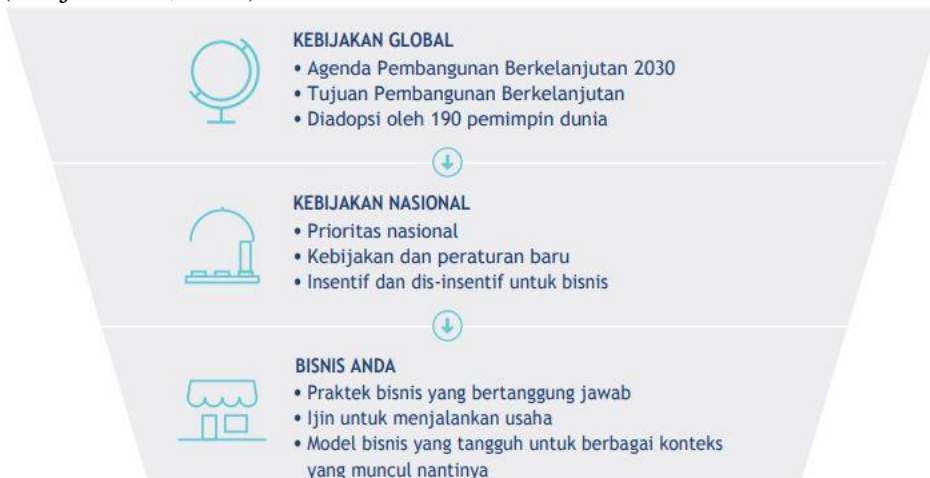 KEBIJAKAN GLOBAL
• Agenda Pembangunan Berkelanjutan 2030
• Tujuan Pembangunan Berkelanjutan
• Diadopsi oleh 190 pemimpin dunia
KEBIJAKAN NASIONAL
• Prioritas nasional
• Kebijakan dan peraturan baru
• Insentif dan dis-insentif untuk bisnis
BISNIS ANDA
• Praktek bisnis yang bertanggung jawab
• Ijin untuk menjalankan usaha
• Model bisnis yang tangguh untuk berbagai konteks
yang muncul nantinya